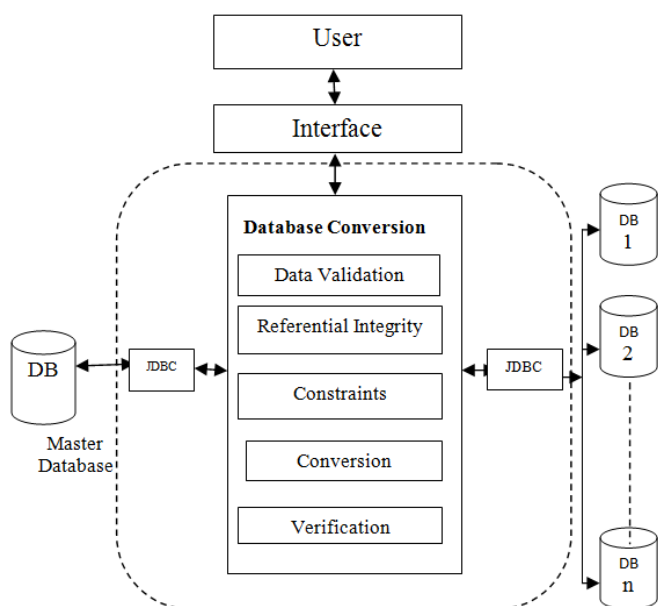 User
Interface
Database Conversion
Data Validation
Referential Integrity
Constraints
Conversion
Verification
DB
Master
Database
JDBC
JDBC
DB
1
DB
2
DB
n